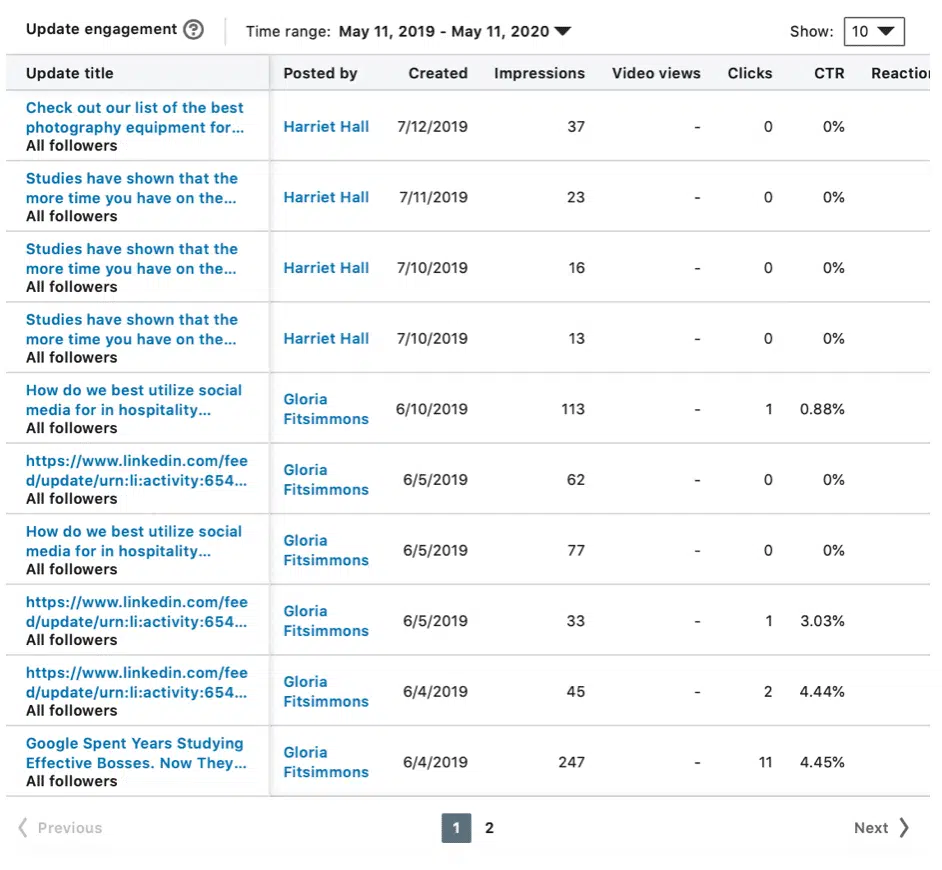 Update engagement ?
Time range: May 11, 2019 - May 11, 2020
Show: 10
Update title Posted by Created Impressions Video views Clicks CTR Reaction
Check out our list of the best
photography equipment for...
All followers
Harriet Hall 7/12/2019 37 - 0 0%
Studies have shown that the
more time you have on the...
All followers
Harriet Hall 7/11/2019 23 - 0 0%
Studies have shown that the
more time you have on the...
All followers
Harriet Hall 7/10/2019 16 - 0 0%
Studies have shown that the
more time you have on the...
All followers
Harriet Hall 7/10/2019 13 - 0 0%
How do we best utilize social
media for in hospitality...
All followers
Gloria
Fitsimmons
6/10/2019 113 - 1 0.88%
https://www.linkedin.com/fee
d/update/urn:li:activity:654...
All followers
Gloria
Fitsimmons
6/5/2019 62 - 0 0%
How do we best utilize social
media for in hospitality...
All followers
Gloria
Fitsimmons
6/5/2019 77 - 0 0%
https://www.linkedin.com/fee
d/update/urn:li:activity:654...
All followers
Gloria
Fitsimmons
6/5/2019 33 - 1 3.03%
https://www.linkedin.com/fee
d/update/urn:li:activity:654...
All followers
Gloria
Fitsimmons
6/4/2019 45 - 2 4.44%
Google Spent Years Studying
Effective Bosses. Now They...
All followers
Gloria
Fitsimmons
6/4/2019 247 - 11 4.45%
Previous 1 2 Next